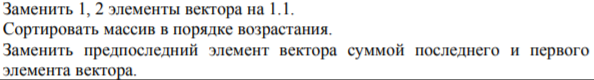 Заменить 1, 2 элементы вектора на 1.1.
Сортировать массив в порядке возрастания.
Заменить предпоследний элемент вектора суммой последнего и первого
элемента вектора.